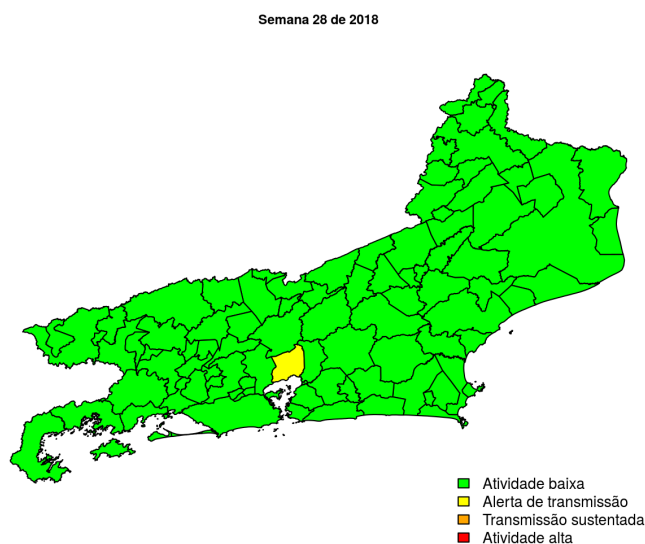 Semana 28 de 2018
Atividade baixa
Alerta de transmissão
Transmissão sustentada
Atividade alta